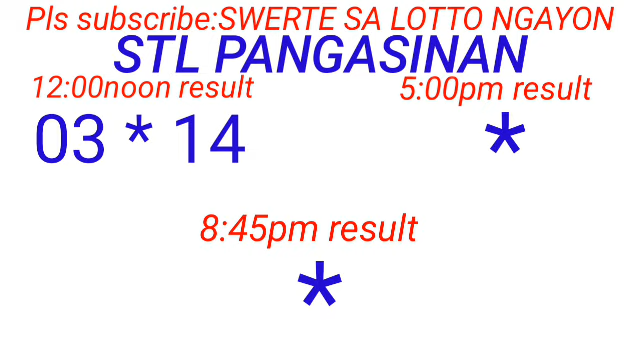 Pls subscribe:SWERTE SA LOTTO NGAYON
STL PANGASINAN
12:00noon result
03 * 14
5:00pm result
*
8:45pm result
*